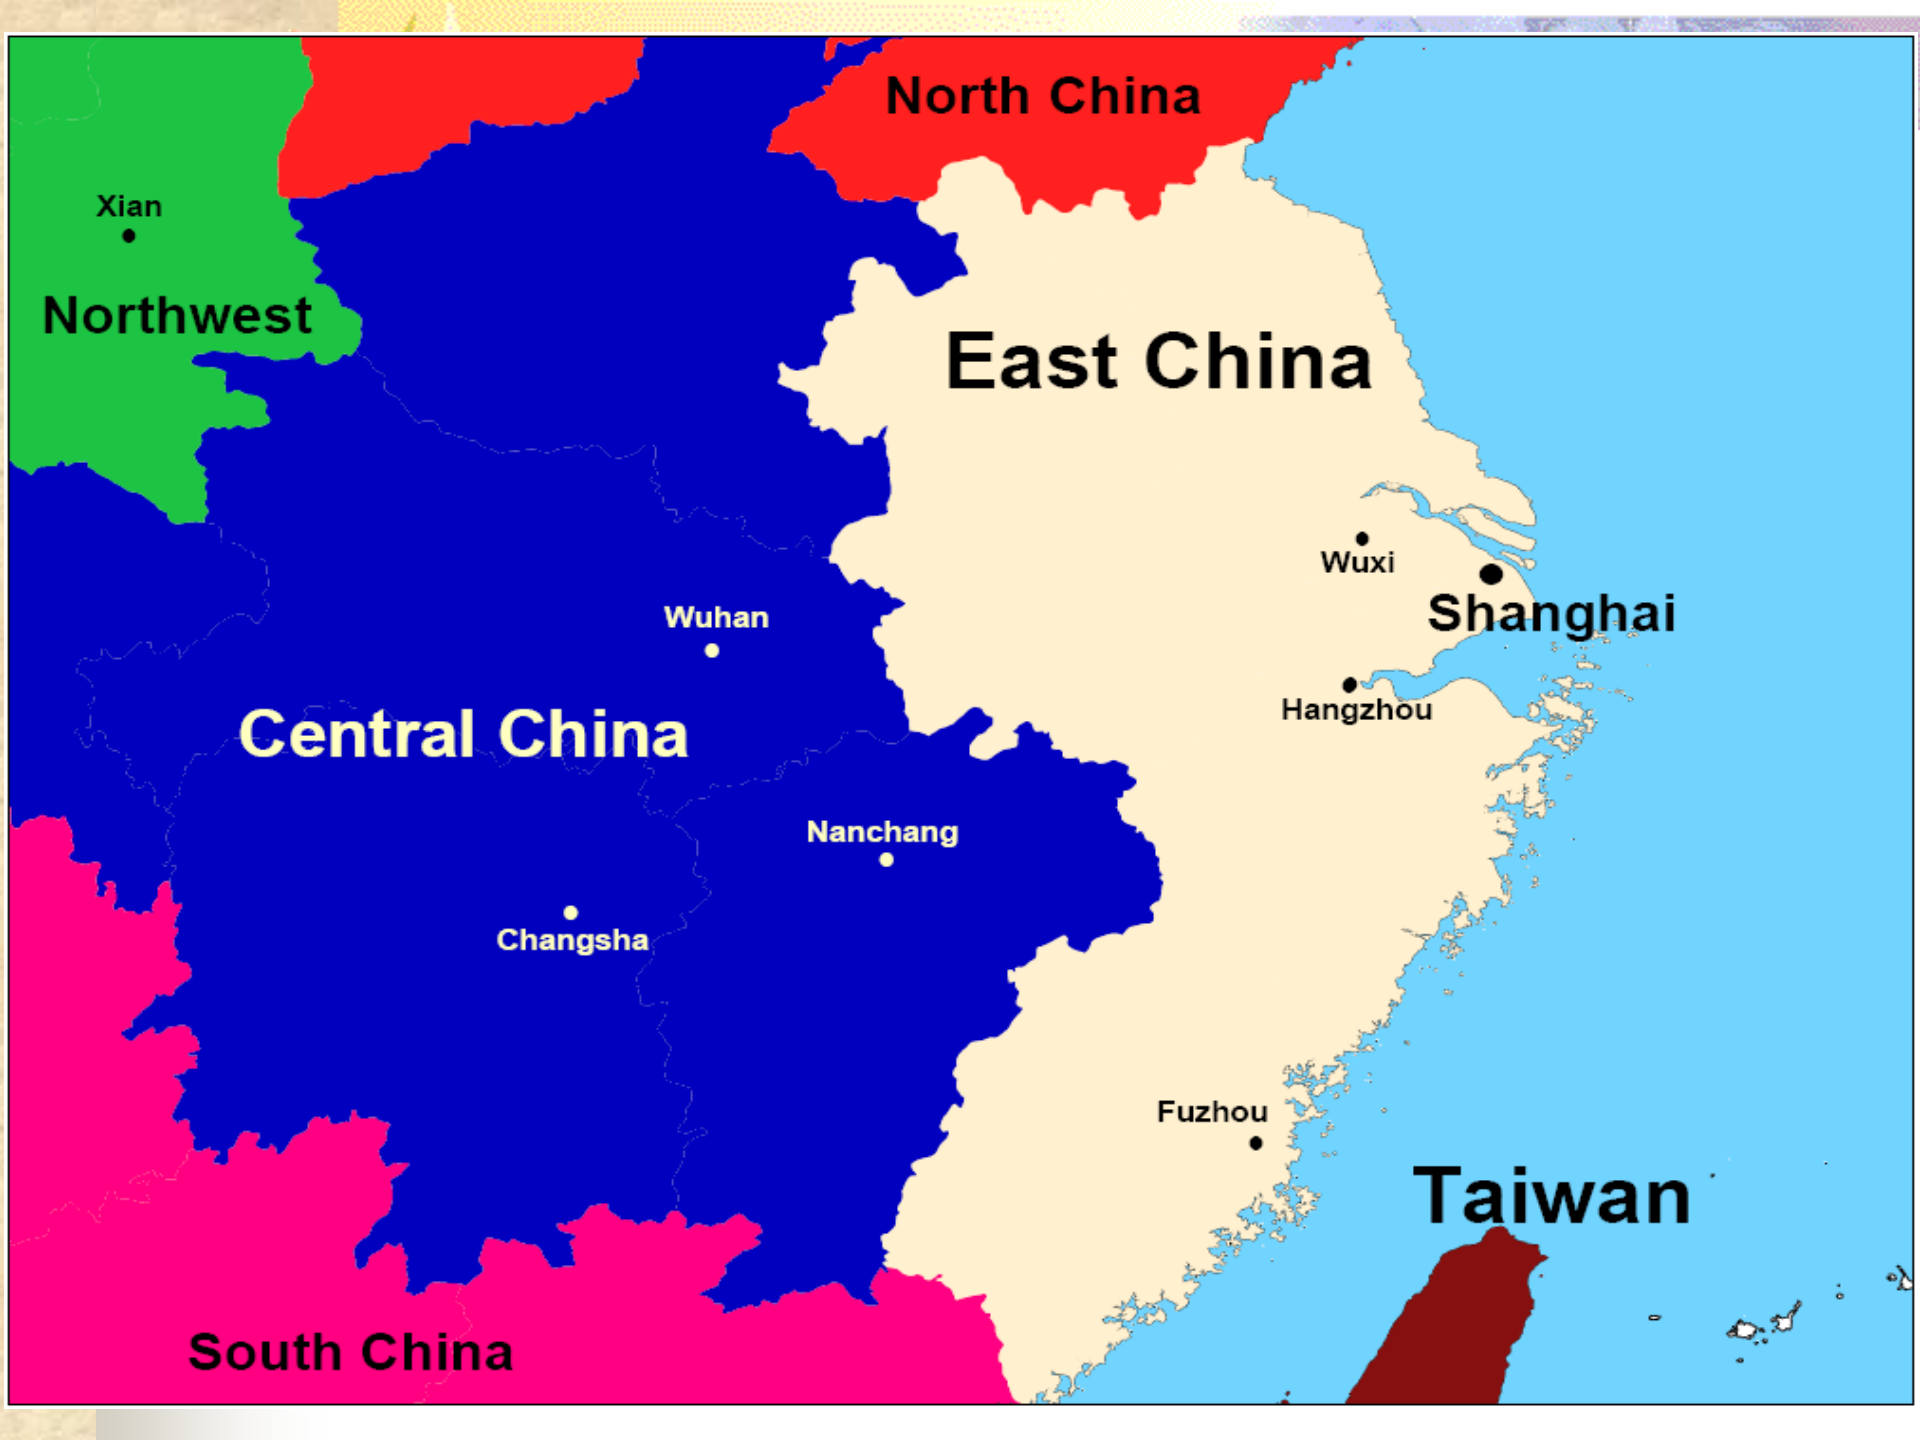 North China
Xian
Northwest
East China
Wuxi
Shanghai
Wuhan
Hangzhou
Central China
Nanchang
Changsha
Fuzhou
Taiwan
South China